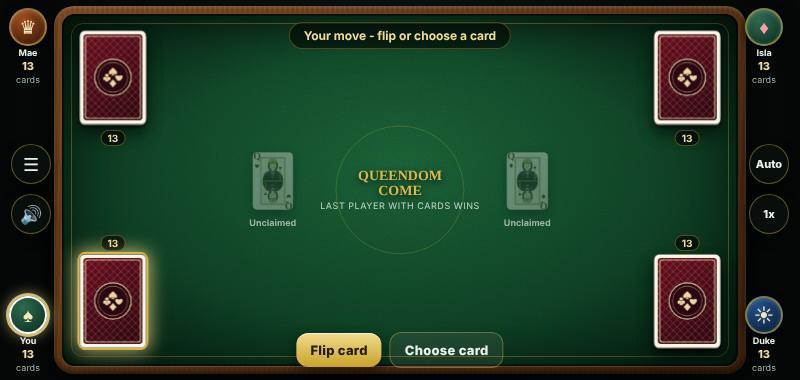 Your move - flip or choose a card
Mae
13
cards
Isla
13
cards
13
13
Q
Q
QUEENDOM
COME
LAST PLAYER WITH CARDS WINS
Unclaimed
Unclaimed
Auto
1x
13
13
You
13
cards
Duke
13
cards
Flip card
Choose card